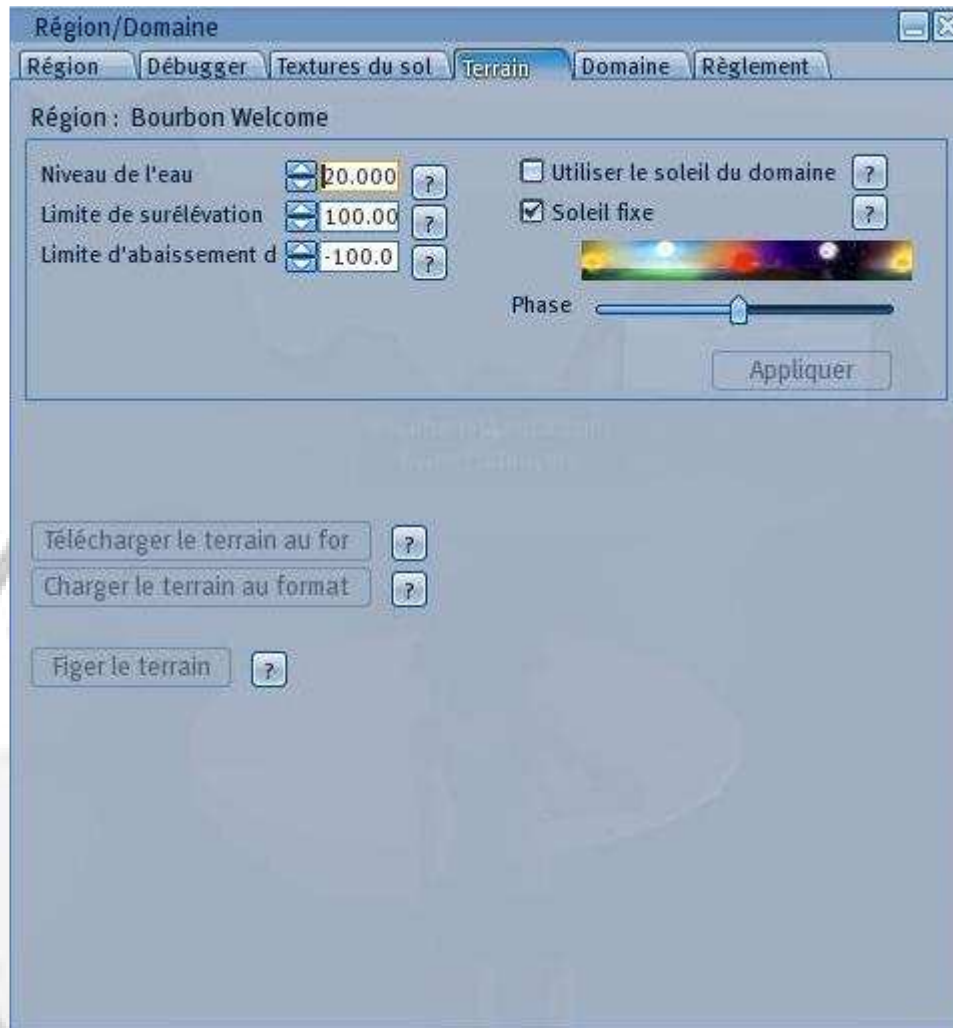 Région/Domaine
Région Débugger Textures du sol Terrain Domaine Règlement
Région : Bourbon Welcome
Niveau de l'eau 20.000 ?
Utiliser le soleil du domaine ?
Limite de surélévation 100.00 ?
Soleil fixe ?
Limite d'abaissement d -100.0 ?
Phase
Appliquer
Télécharger le terrain au for ?
Charger le terrain au format ?
Figer le terrain ?